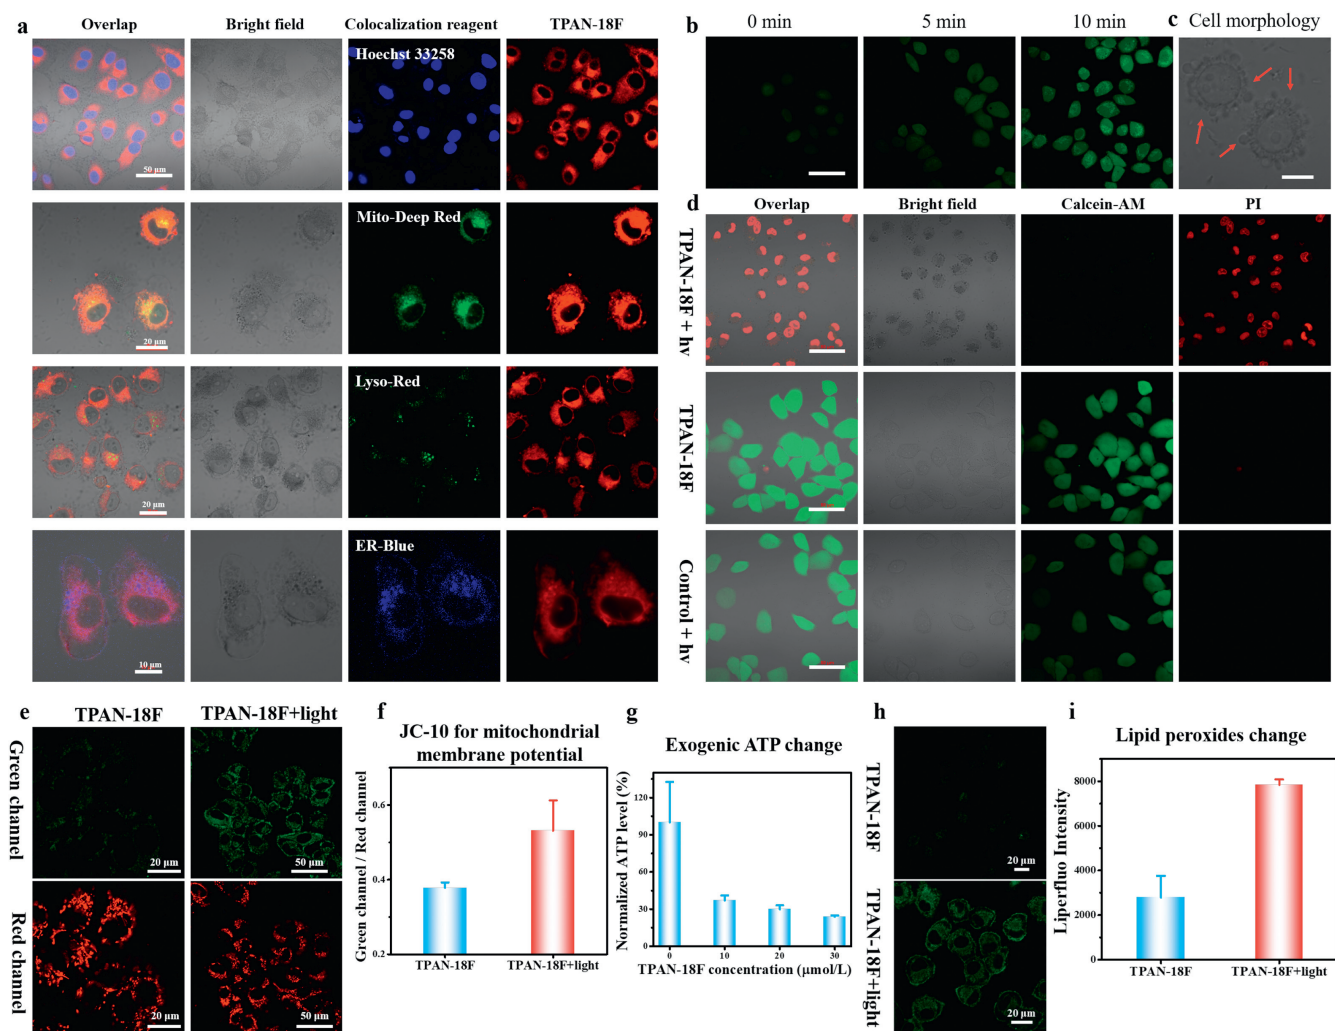 a
Overlap
Bright field
Colocalization reagent
TPAN-18F
Hoechst 33258
50 μm
Mito-Deep Red
20 μm
Lyso-Red
20 μm
ER-Blue
10 μm
b
0 min
5 min
10 min
c
Cell morphology
d
Overlap
Bright field
Calcein-AM
PI
TPAN-18F + hv
TPAN-18F
Control + hv
e
TPAN-18F
TPAN-18F+light
Green channel
20 μm
50 μm
Red channel
20 μm
50 μm
f
JC-10 for mitochondrial
membrane potential
Green channel / Red channel
0.6
0.4
0.2
TPAN-18F
TPAN-18F+light
g
Exogenic ATP change
Normalized ATP level (%)
120
90
60
30
0
0
10
20
30
TPAN-18F concentration (μmol/L)
h
TPAN-18F
20 μm
TPAN-18F+light
20 μm
i
Lipid peroxides change
Liperfluo Intensity
8000
6000
4000
2000
0
TPAN-18F
TPAN-18F+light